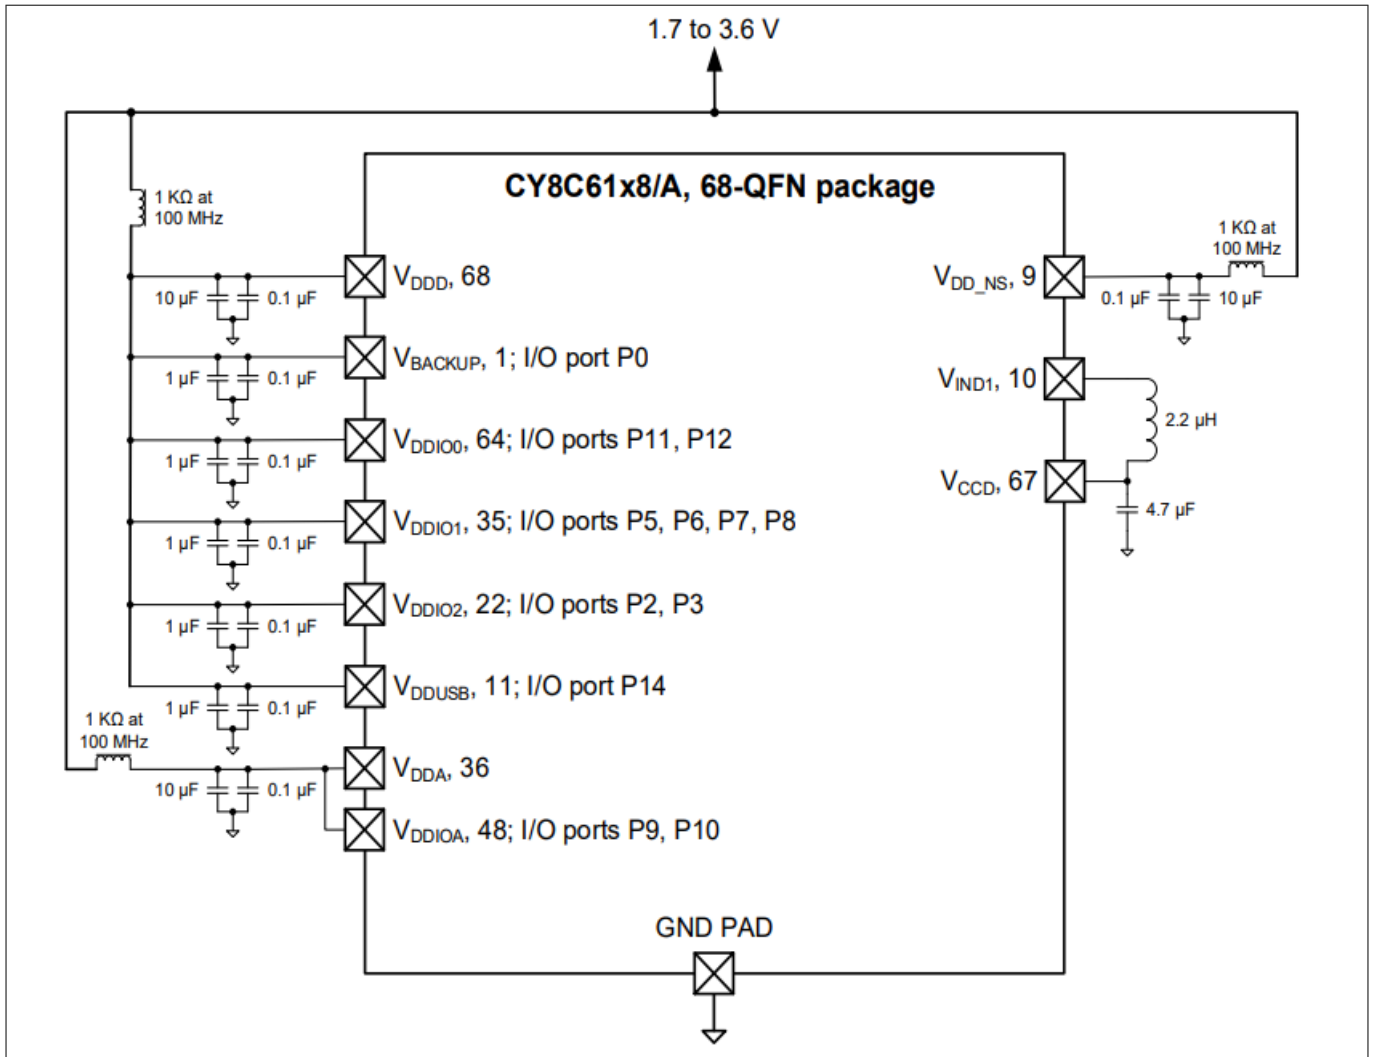 1.7 to 3.6 V
CY8C61x8/A, 68-QFN package
1 KΩ at
100 MHz
VDDD, 68
10 µF
0.1 µF
VBACKUP, 1; I/O port P0
1 µF
0.1 µF
VDDIO0, 64; I/O ports P11, P12
1 µF
0.1 µF
VDDIO1, 35; I/O ports P5, P6, P7, P8
1 µF
0.1 µF
VDDIO2, 22; I/O ports P2, P3
1 µF
0.1 µF
VDDUSB, 11; I/O port P14
1 µF
0.1 µF
1 KΩ at
100 MHz
VDDA, 36
10 µF
0.1 µF
VDDIOA, 48; I/O ports P9, P10
1 KΩ at
100 MHz
VDD_NS, 9
0.1 µF
10 µF
VIND1, 10
2.2 µH
VCCD, 67
4.7 µF
GND PAD